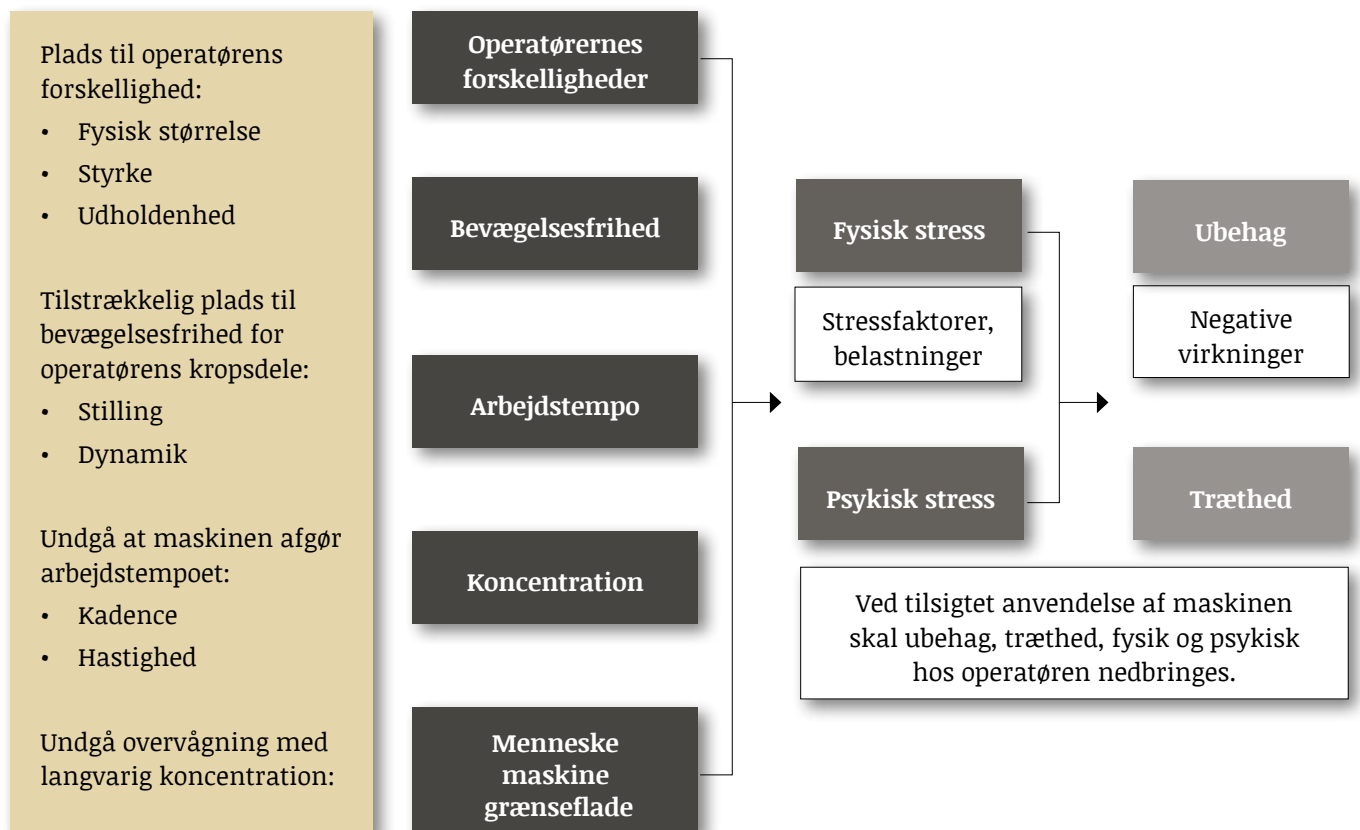 Plads til operatørens
forskellighed:
• Fysisk størrelse
• Styrke
• Udholdenhed
Tilstrækkelig plads til
bevægelsesfrihed for
operatørens kropsdele:
• Stilling
• Dynamik
Undgå at maskinen afgør
arbejdstempoet:
• Kadence
• Hastighed
Undgå overvågning med
langvarig koncentration:
Operatørernes
forskelligheder
Bevægelsesfrihed
Arbejdstempo
Koncentration
Menneske
maskine
grænseflade
Fysisk stress
Stressfaktorer,
belastninger
Psykisk stress
Ubehag
Negative
virkninger
Træthed
Ved tilsigtet anvendelse af maskinen
skal ubehag, træthed, fysik og psykisk
hos operatøren nedbringes.